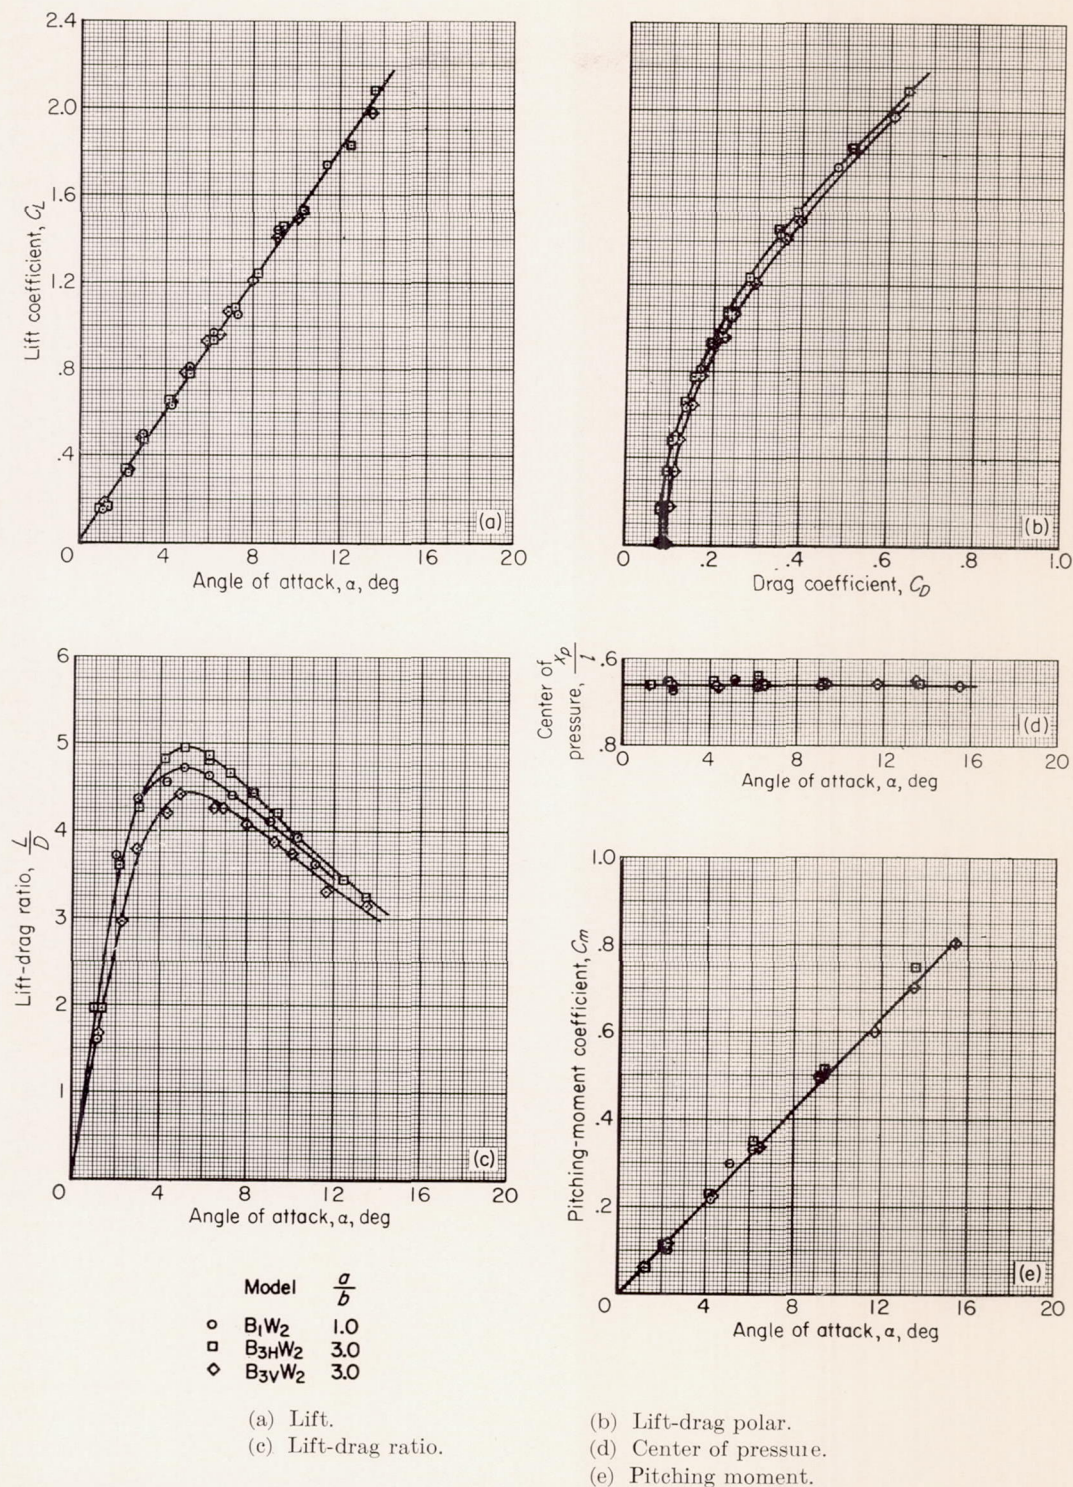 2.4
2.0
1.6
1.2
.8
.4
0
4
8
12
16
20
Lift coefficient, C_L
Angle of attack, α, deg
(a)
0
.2
.4
.6
.8
1.0
Drag coefficient, C_D
(b)
6
5
4
3
2
1
0
4
8
12
16
20
Lift-drag ratio, L/D
Angle of attack, α, deg
(c)
Center of pressure, x_p/l
.6
.8
0
4
8
12
16
20
Angle of attack, α, deg
(d)
1.0
.8
.6
.4
.2
0
4
8
12
16
20
Pitching-moment coefficient, C_m
Angle of attack, α, deg
(e)
Model a/b
B₁W₂ 1.0
B₃HW₂ 3.0
B₃VW₂ 3.0
(a) Lift.
(c) Lift-drag ratio.
(b) Lift-drag polar.
(d) Center of pressure.
(e) Pitching moment.